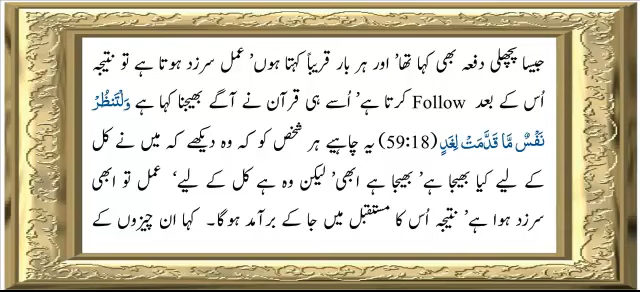 جیسا پچھلی دفعہ بھی کہا تھا‘ اور ہر بار قریباً کہتا ہوں‘ عمل سرزد ہوتا ہے تو نتیجہ
اُس کے بعد Follow کرتا ہے‘ اُسے ہی قرآن نے آگے بھیجنا کہا ہے وَلْتَنظُرْ
نَفْسٌ مَّا قَدَّمَتْ لِغَدٍ (59:18) یہ چاہیے ہر شخص کو کہ وہ دیکھے کہ میں نے کل
کے لیے کیا بھیجا ہے‘ بھیجا ہے ابھی‘ لیکن وہ ہے کل کے لیے‘ عمل تو ابھی
سرزد ہوا ہے‘ نتیجہ اُس کا مستقبل میں جا کے برآمد ہوگا۔ کہا ان چیزوں کے